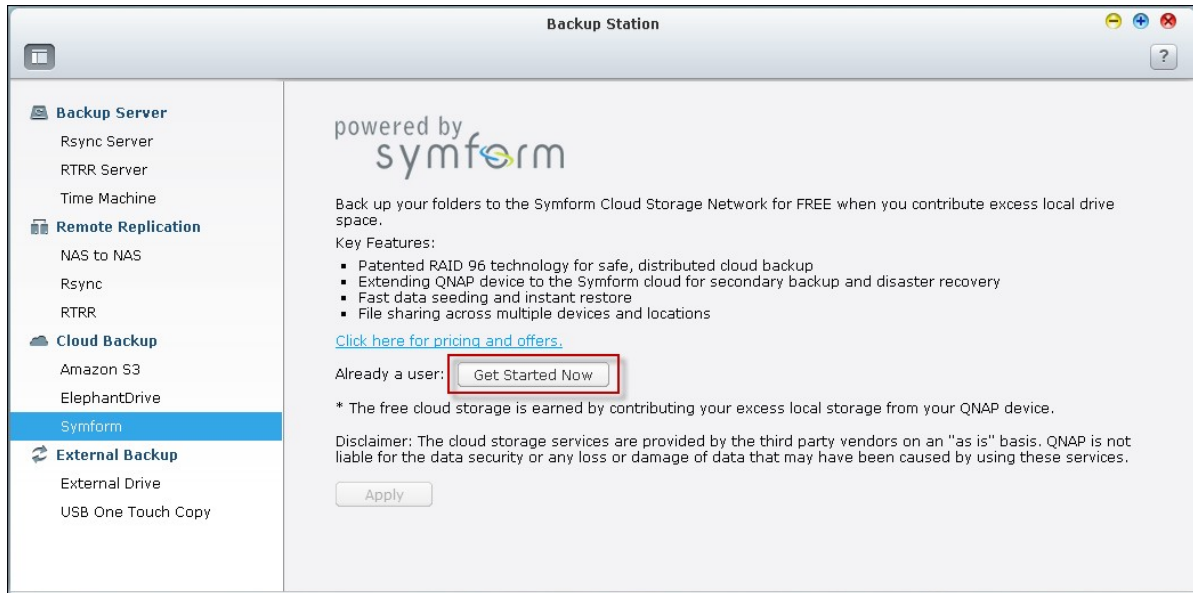 Backup Station
?
Backup Server
Rsync Server
RTRR Server
Time Machine
Remote Replication
NAS to NAS
Rsync
RTRR
Cloud Backup
Amazon S3
ElephantDrive
Symform
External Backup
External Drive
USB One Touch Copy
powered by
symform
Back up your folders to the Symform Cloud Storage Network for FREE when you contribute excess local drive
space.
Key Features:
▪ Patented RAID 96 technology for safe, distributed cloud backup
▪ Extending QNAP device to the Symform cloud for secondary backup and disaster recovery
▪ Fast data seeding and instant restore
▪ File sharing across multiple devices and locations
Click here for pricing and offers.
Already a user: Get Started Now
* The free cloud storage is earned by contributing your excess local storage from your QNAP device.
Disclaimer: The cloud storage services are provided by the third party vendors on an "as is" basis. QNAP is not
liable for the data security or any loss or damage of data that may have been caused by using these services.
Apply